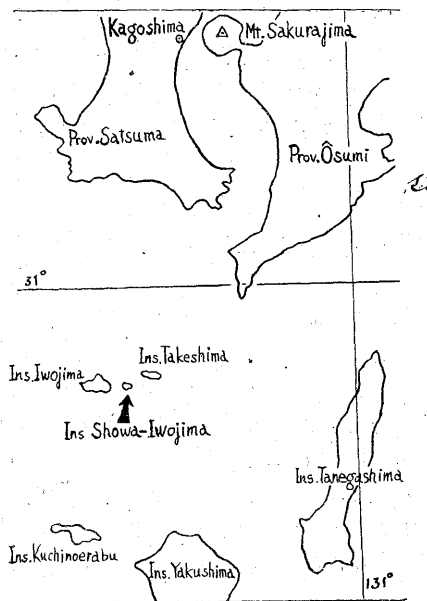 Kagoshima
Mt. Sakurajima
Prov. Satsuma
Prov. Ôsumi
31°
Ins. Takeshima
Ins. Iwojima
Ins Showa-Iwojima
Ins. Tanegashima
Ins. Kuchinoerabu
Ins. Yakushima
131°